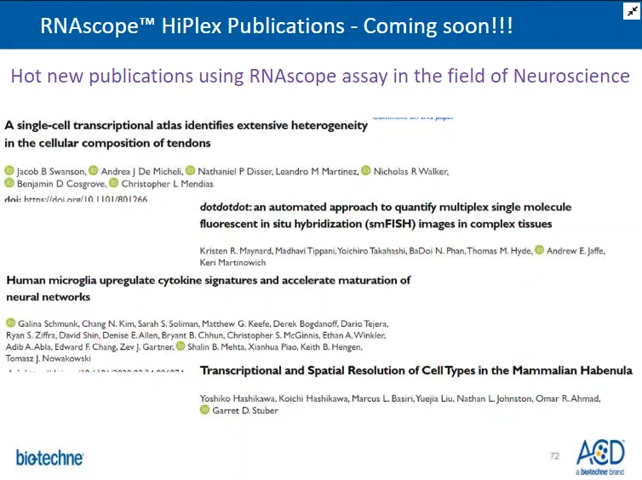 RNAscope™ HiPlex Publications - Coming soon!!!
Hot new publications using RNAscope assay in the field of Neuroscience
A single-cell transcriptional atlas identifies extensive heterogeneity
in the cellular composition of tendons
Jacob B Swanson, Andrea J De Micheli, Nathaniel P Disser, Leandro M Martinez, Nicholas R Walker,
Benjamin D Cosgrove, Christopher L Mendias
doi: https://doi.org/10.1101/801266
dotdotdot: an automated approach to quantify multiplex single molecule
fluorescent in situ hybridization (smFISH) images in complex tissues
Kristen R. Maynard, Madhavi Tippani, Yoichiro Takahashi, BaDoi N. Phan, Thomas M. Hyde, Andrew E. Jaffe,
Keri Martinowich
Human microglia upregulate cytokine signatures and accelerate maturation of
neural networks
Galina Schmunk, Chang N. Kim, Sarah S. Soliman, Matthew G. Keefe, Derek Bogdanoff, Dario Tejera,
Ryan S. Ziffra, David Shin, Denise E. Allen, Bryant B. Chhun, Christopher S. McGinnis, Ethan A. Winkler,
Adib A. Abla, Edward F. Chang, Zev J. Gartner, Shalin B. Mehta, Xianhua Piao, Keith B. Hengen,
Tomasz J. Nowakowski
Transcriptional and Spatial Resolution of Cell Types in the Mammalian Habenula
Yoshiko Hashikawa, Koichi Hashikawa, Marcus L. Basiri, Yuejia Liu, Nathan L. Johnston, Omar R. Ahmad,
Garret D. Stuber
bio-techne
72
ACD
a biotechne brand